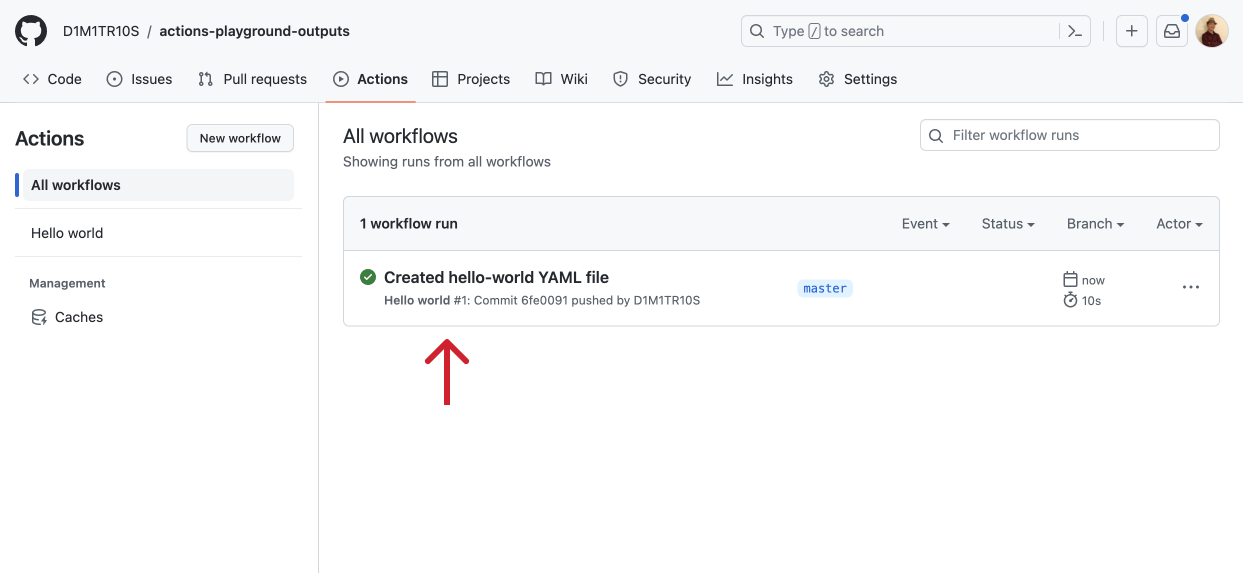 D1M1TR10S / actions-playground-outputs
Type / to search
Code Issues Pull requests Actions Projects Wiki Security Insights Settings
Actions
New workflow
All workflows
Hello world
Management
Caches
All workflows
Showing runs from all workflows
Filter workflow runs
1 workflow run
Event Status Branch Actor
Created hello-world YAML file
Hello world #1: Commit 6fe0091 pushed by D1M1TR10S
master
now
10s